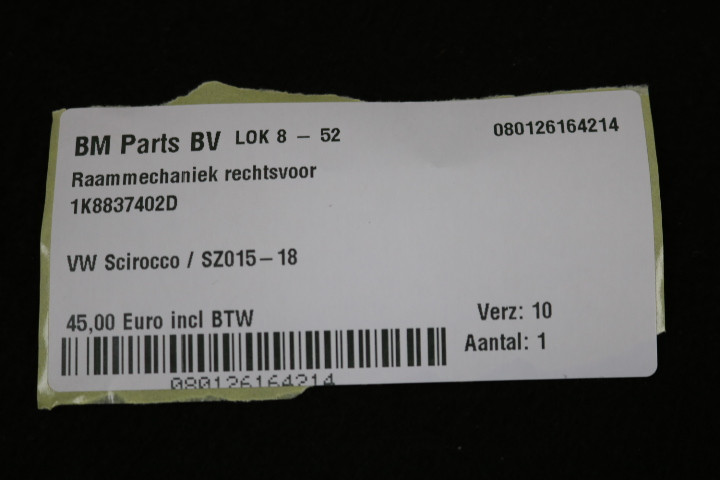 BM Parts BV LOK 8 - 52 080126164214
Raammechaniek rechtsvoor
1K8837402D
VW Scirocco / SZ015-18
45,00 Euro incl BTW
Verz: 10
Aantal: 1
080126164214